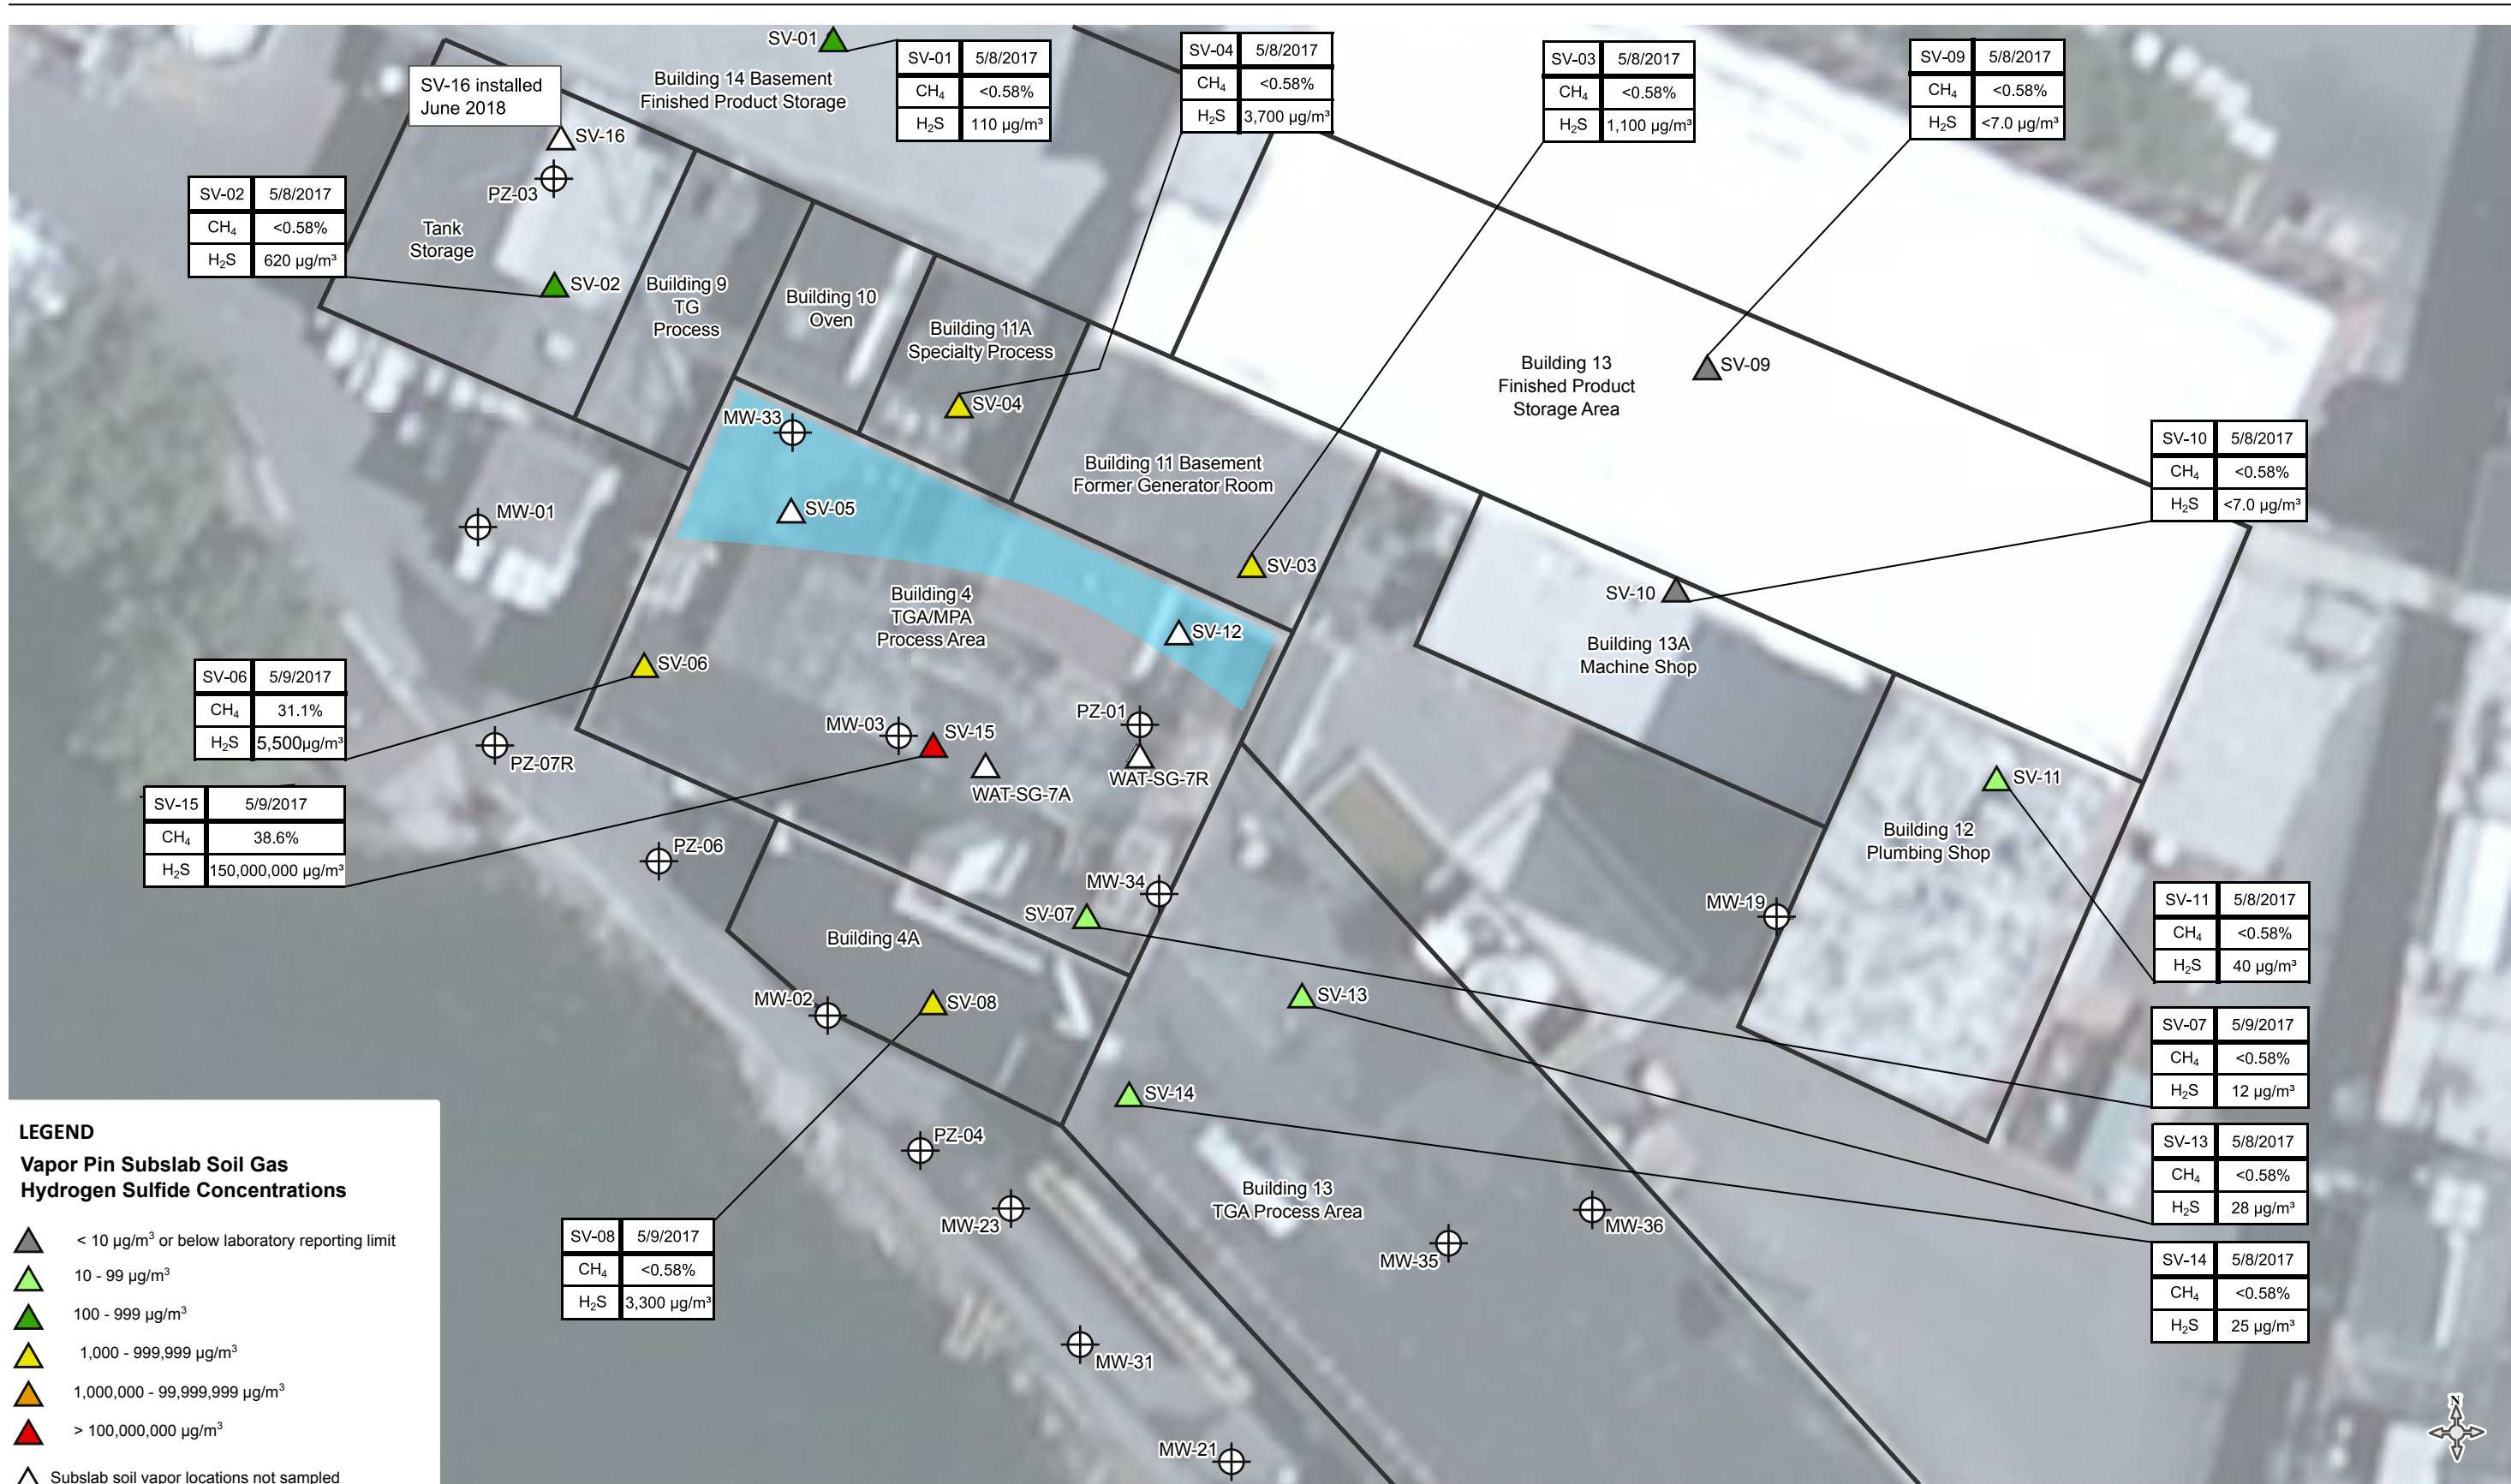 SV-01
SV-01 5/8/2017
CH₄ <0.58%
H₂S 110 µg/m³
SV-04 5/8/2017
CH₄ <0.58%
H₂S 3,700 µg/m³
SV-03 5/8/2017
CH₄ <0.58%
H₂S 1,100 µg/m³
SV-09 5/8/2017
CH₄ <0.58%
H₂S <7.0 µg/m³
SV-16 installed
June 2018
Building 14 Basement
Finished Product Storage
SV-16
PZ-03
SV-02 5/8/2017
CH₄ <0.58%
H₂S 620 µg/m³
Tank
Storage
SV-02
Building 9
TG
Process
Building 10
Oven
Building 11A
Specialty Process
SV-04
Building 13
Finished Product
Storage Area
SV-09
MW-33
SV-05
Building 11 Basement
Former Generator Room
SV-03
SV-10 5/8/2017
CH₄ <0.58%
H₂S <7.0 µg/m³
MW-01
Building 4
TGA/MPA
Process Area
SV-12
SV-10
Building 13A
Machine Shop
SV-06
SV-06 5/9/2017
CH₄ 31.1%
H₂S 5,500µg/m³
PZ-07R
MW-03
SV-15
WAT-SG-7A
PZ-01
WAT-SG-7R
SV-11
Building 12
Plumbing Shop
SV-15 5/9/2017
CH₄ 38.6%
H₂S 150,000,000 µg/m³
PZ-06
MW-34
SV-07
MW-19
SV-11 5/8/2017
CH₄ <0.58%
H₂S 40 µg/m³
Building 4A
MW-02
SV-08
SV-13
SV-14
SV-07 5/9/2017
CH₄ <0.58%
H₂S 12 µg/m³
SV-13 5/8/2017
CH₄ <0.58%
H₂S 28 µg/m³
SV-14 5/8/2017
CH₄ <0.58%
H₂S 25 µg/m³
PZ-04
MW-23
Building 13
TGA Process Area
MW-36
MW-35
SV-08 5/9/2017
CH₄ <0.58%
H₂S 3,300 µg/m³
MW-31
MW-21
N
LEGEND
Vapor Pin Subslab Soil Gas
Hydrogen Sulfide Concentrations
< 10 µg/m³ or below laboratory reporting limit
10 - 99 µg/m³
100 - 999 µg/m³
1,000 - 999,999 µg/m³
1,000,000 - 99,999,999 µg/m³
> 100,000,000 µg/m³
Subslab soil vapor locations not sampled